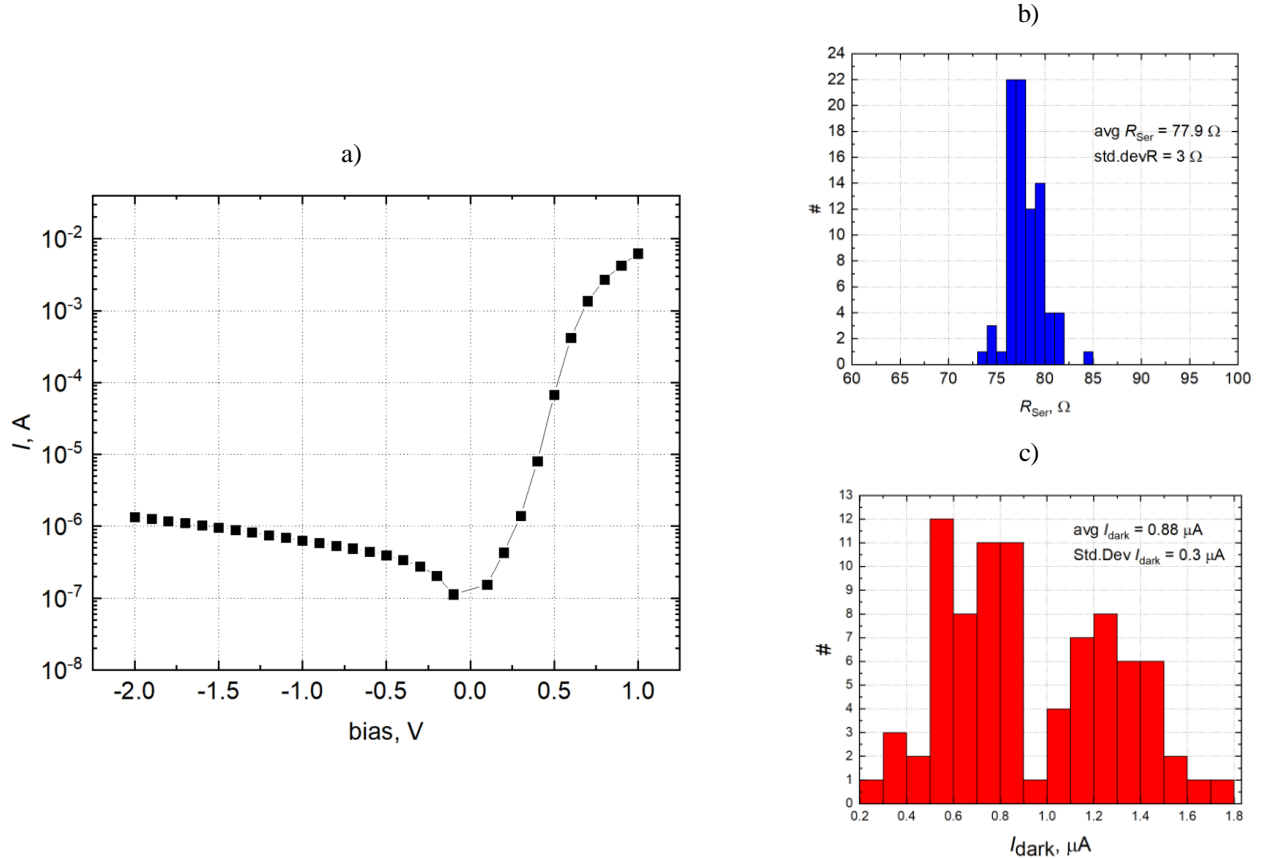 a)
10⁻²
10⁻³
10⁻⁴
10⁻⁵
10⁻⁶
10⁻⁷
10⁻⁸
I, A
-2.0 -1.5 -1.0 -0.5 0.0 0.5 1.0
bias, V
b)
24
22
20
18
16
14
12
10
8
6
4
2
0
#
avg R_Ser = 77.9 Ω
std.devR = 3 Ω
60 65 70 75 80 85 90 95 100
R_Ser, Ω
c)
13
12
11
10
9
8
7
6
5
4
3
2
1
0
#
avg I_dark = 0.88 μA
Std.Dev I_dark = 0.3 μA
0.2 0.4 0.6 0.8 1.0 1.2 1.4 1.6 1.8
I_dark, μA